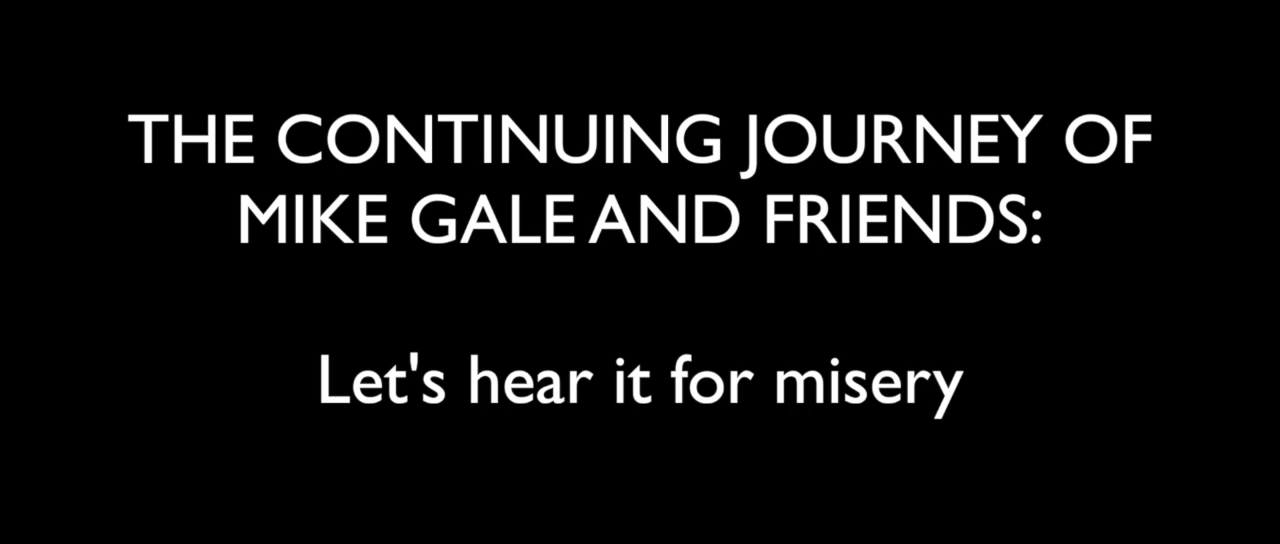 THE CONTINUING JOURNEY OF
MIKE GALE AND FRIENDS:
Let's hear it for misery